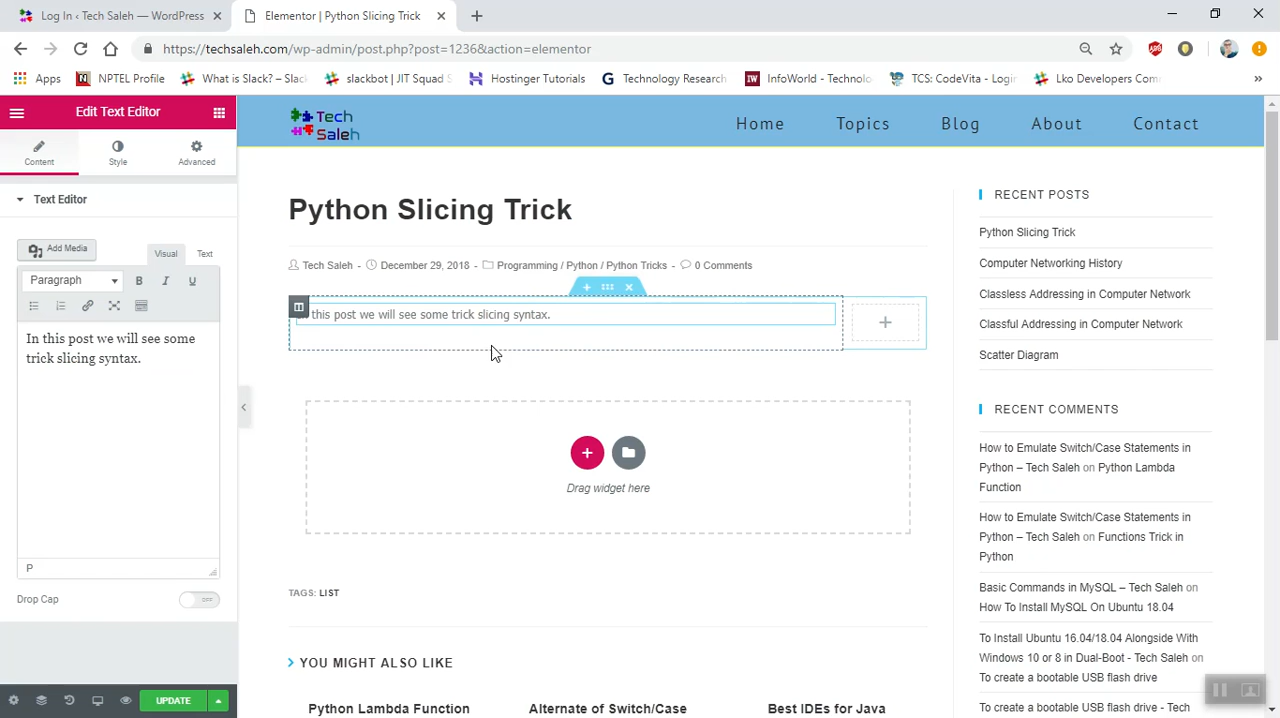 Log In ‹ Tech Saleh — WordPress
Elementor | Python Slicing Trick
https://techsaleh.com/wp-admin/post.php?post=1236&action=elementor
Apps
NPTEL Profile
What is Slack? – Slac
slackbot | JIT Squad S
Hostinger Tutorials
Technology Research
InfoWorld - Technolo
TCS: CodeVita - Logi
Lko Developers Com
Edit Text Editor
Content
Style
Advanced
Text Editor
Add Media
Visual
Text
Paragraph
B
I
U
In this post we will see some
trick slicing syntax.
P
Drop Cap
OFF
UPDATE
Tech
Saleh
Home
Topics
Blog
About
Contact
Python Slicing Trick
Tech Saleh - December 29, 2018 - Programming / Python / Python Tricks - 0 Comments
this post we will see some trick slicing syntax.
Drag widget here
TAGS: LIST
YOU MIGHT ALSO LIKE
Python Lambda Function
Alternate of Switch/Case
Best IDEs for Java
RECENT POSTS
Python Slicing Trick
Computer Networking History
Classless Addressing in Computer Network
Classful Addressing in Computer Network
Scatter Diagram
RECENT COMMENTS
How to Emulate Switch/Case Statements in
Python – Tech Saleh on Python Lambda
Function
How to Emulate Switch/Case Statements in
Python – Tech Saleh on Functions Trick in
Python
Basic Commands in MySQL – Tech Saleh on
How To Install MySQL On Ubuntu 18.04
To Install Ubuntu 16.04/18.04 Alongside With
Windows 10 or 8 in Dual-Boot - Tech Saleh on
To create a bootable USB flash drive
To create a bootable USB flash drive - Tech